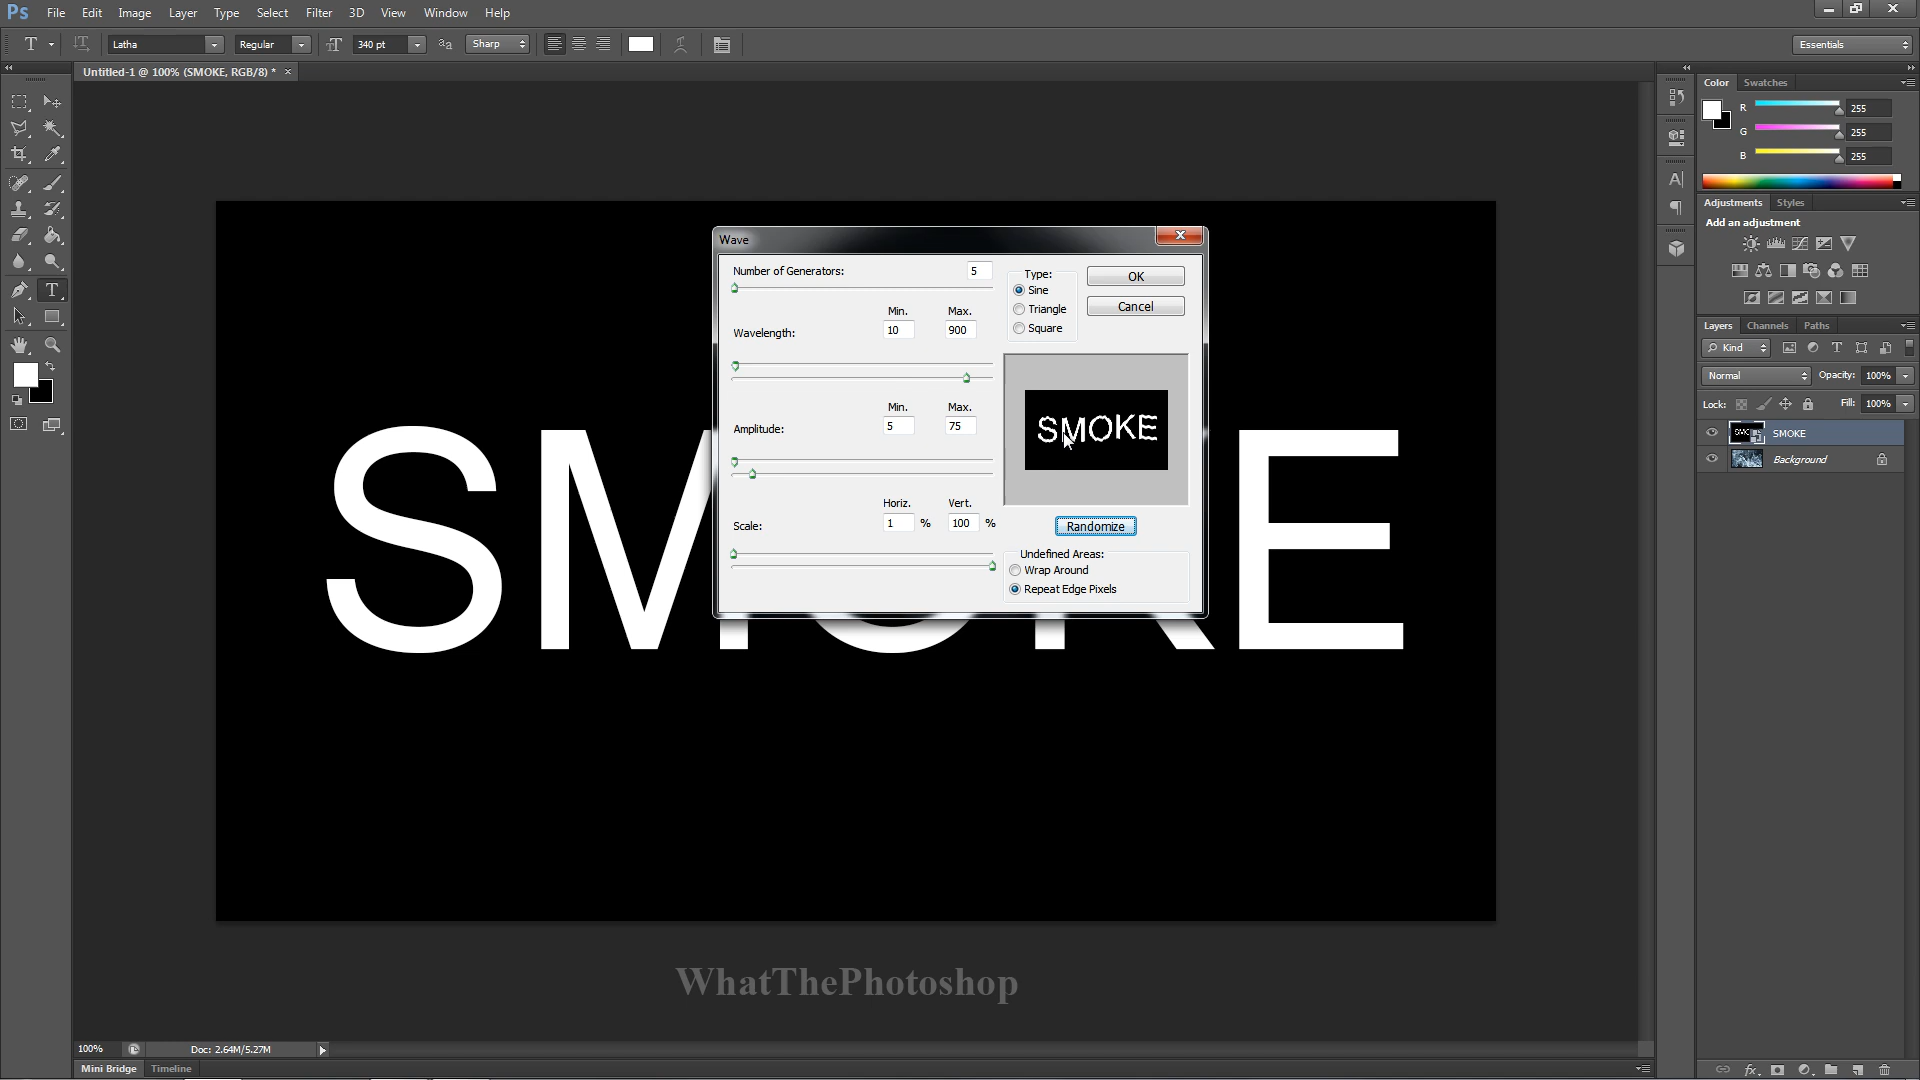 Ps File Edit Image Layer Type Select Filter 3D View Window Help
T T Latha Regular T 340 pt aa Sharp Essentials
Untitled-1 @ 100% (SMOKE, RGB/8) * ×
Color Swatches
R 255
G 255
B 255
Adjustments Styles
Add an adjustment
Layers Channels Paths
Kind T
Normal Opacity: 100%
Lock: Fill: 100%
SMOKE
Background
SMOKE
Wave
Number of Generators: 5
Min. Max.
Wavelength: 10 900
Min. Max.
Amplitude: 5 75
Horiz. Vert.
Scale: 1 % 100 %
Type:
Sine
Triangle
Square
OK
Cancel
SMOKE
Randomize
Undefined Areas:
Wrap Around
Repeat Edge Pixels
WhatThePhotoshop
100% Doc: 2.64M/5.27M
Mini Bridge Timeline
fx